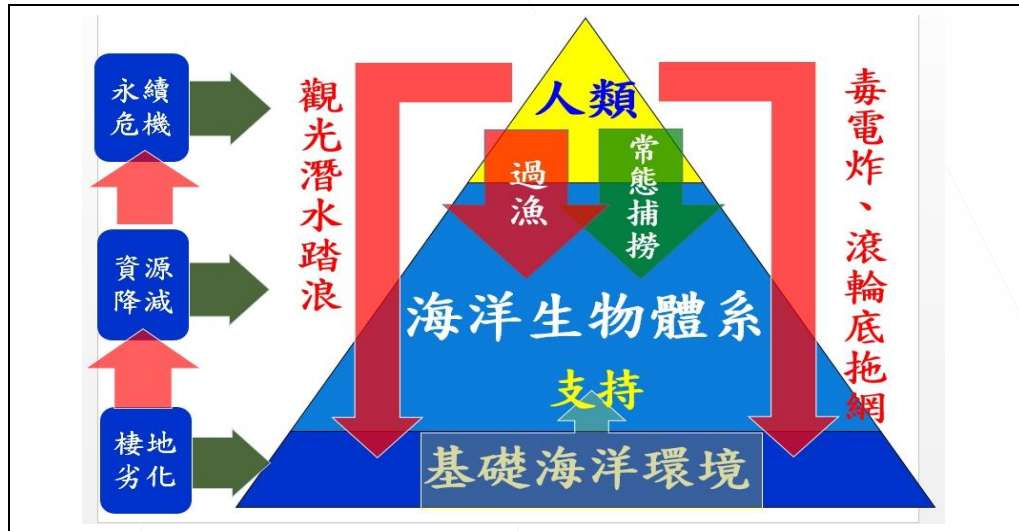 永續
危機
資源
降減
棲地
劣化
觀光潛水踏浪
人類
過漁
常態捕撈
海洋生物體系
支持
基礎海洋環境
毒電炸、滾輪底拖網